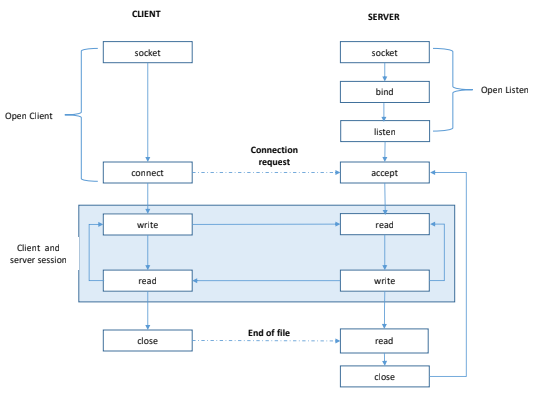 CLIENT
SERVER
socket
socket
bind
Open Listen
Open Client
listen
Connection
request
connect
accept
write
read
Client and
server session
read
write
End of file
close
read
close